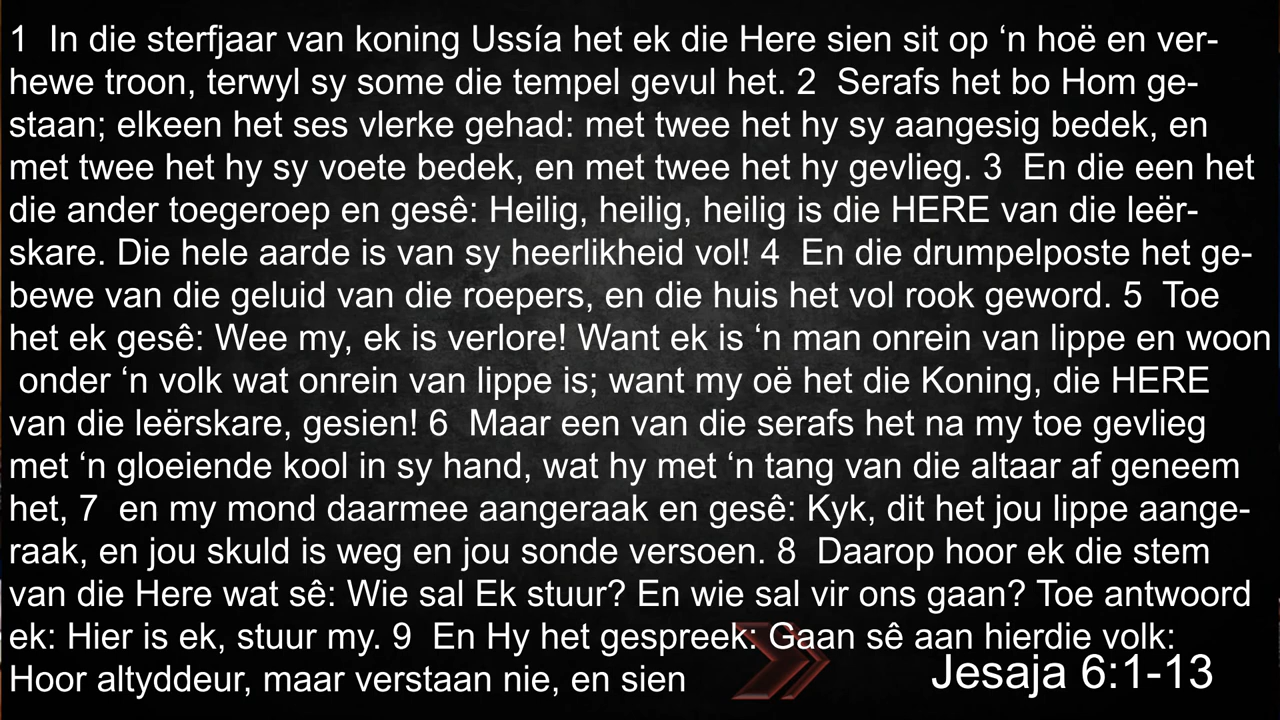 1  In die sterfjaar van koning Ussía het ek die Here sien sit op ‘n hoë en ver-
hewe troon, terwyl sy some die tempel gevul het. 2  Serafs het bo Hom ge-
staan; elkeen het ses vlerke gehad: met twee het hy sy aangesig bedek, en
met twee het hy sy voete bedek, en met twee het hy gevlieg. 3  En die een het
die ander toegeroep en gesê: Heilig, heilig, heilig is die HERE van die leër-
skare. Die hele aarde is van sy heerlikheid vol! 4  En die drumpelposte het ge-
bewe van die geluid van die roepers, en die huis het vol rook geword. 5  Toe
het ek gesê: Wee my, ek is verlore! Want ek is ‘n man onrein van lippe en woon
onder ‘n volk wat onrein van lippe is; want my oë het die Koning, die HERE
van die leërskare, gesien! 6  Maar een van die serafs het na my toe gevlieg
met ‘n gloeiende kool in sy hand, wat hy met ‘n tang van die altaar af geneem
het, 7  en my mond daarmee aangeraak en gesê: Kyk, dit het jou lippe aange-
raak, en jou skuld is weg en jou sonde versoen. 8  Daarop hoor ek die stem
van die Here wat sê: Wie sal Ek stuur? En wie sal vir ons gaan? Toe antwoord
ek: Hier is ek, stuur my. 9  En Hy het gespreek: Gaan sê aan hierdie volk:
Hoor altyddeur, maar verstaan nie, en sien
Jesaja 6:1-13